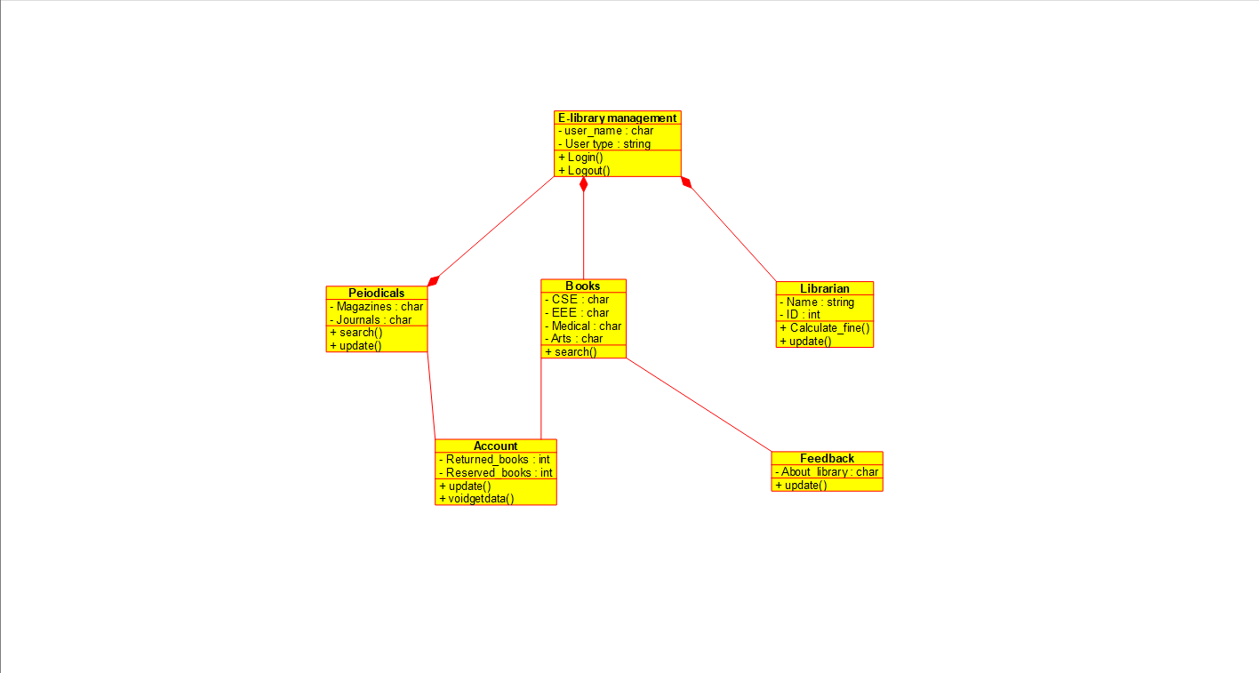 E-library management
- user_name : char
- User type : string
+ Login()
+ Logout()
Peiodicals
- Magazines : char
- Journals : char
+ search()
+ update()
Books
- CSE : char
- EEE : char
- Medical : char
- Arts : char
+ search()
Librarian
- Name : string
- ID : int
+ Calculate_fine()
+ update()
Account
- Returned_books : int
- Reserved_books : int
+ update()
+ voidgetdata()
Feedback
- About_library : char
+ update()